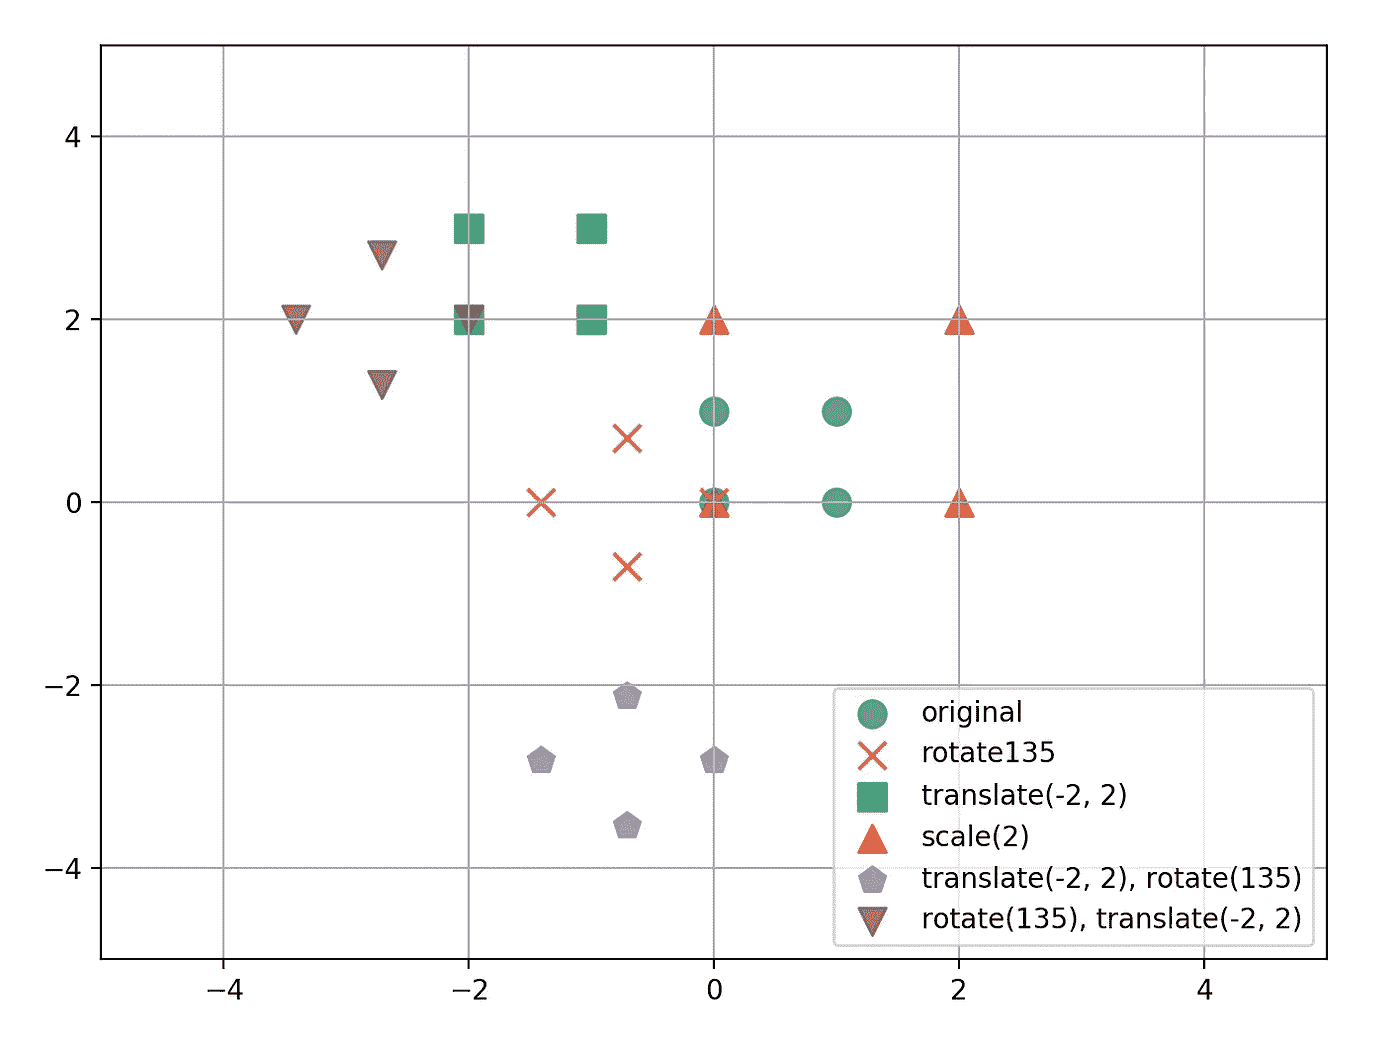 4
2
0
−2
−4
−4
−2
0
2
4
original
rotate135
translate(-2, 2)
scale(2)
translate(-2, 2), rotate(135)
rotate(135), translate(-2, 2)